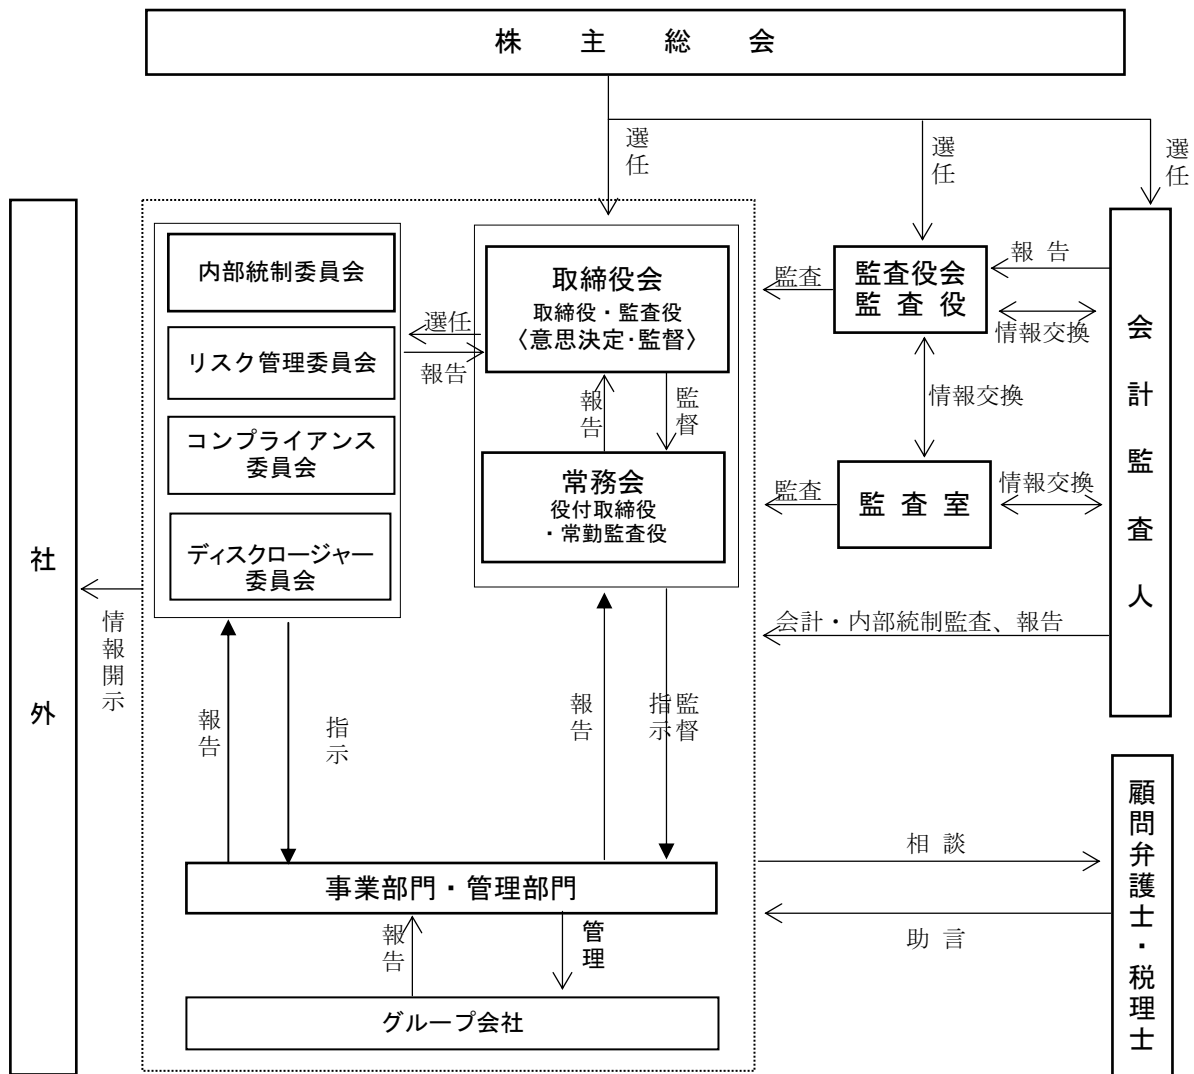 株主総会
選任
選任
選任
社外
情報開示
内部統制委員会
リスク管理委員会
コンプライアンス
委員会
ディスクロージャー
委員会
選任
報告
取締役会
取締役・監査役
〈意思決定・監督〉
報告
監督
常務会
役付取締役
・常勤監査役
監査
監査役会
監査役
報告
情報交換
情報交換
監査
監査室
情報交換
会計監査人
会計・内部統制監査、報告
報告
指示
報告
指示監督
事業部門・管理部門
報告
管理
グループ会社
相談
助言
顧問弁護士・税理士